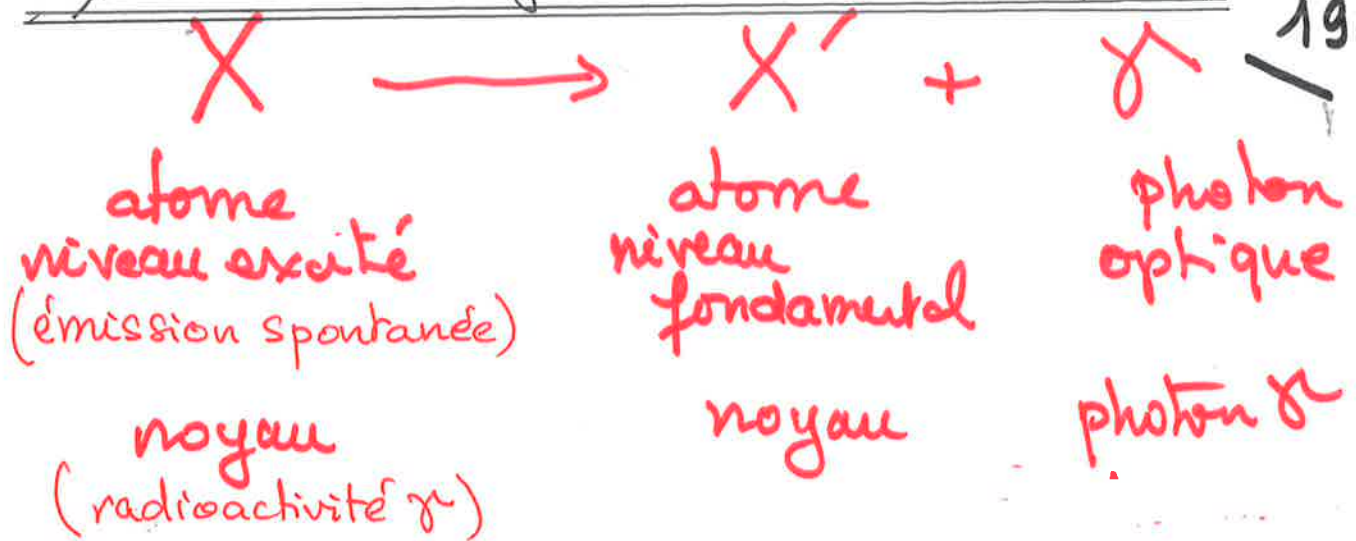 19
X → X' + γ
atome atome photon
niveau excité niveau optique
(émission spontanée) fondamental
noyau noyau photon γ
(radioactivité γ)